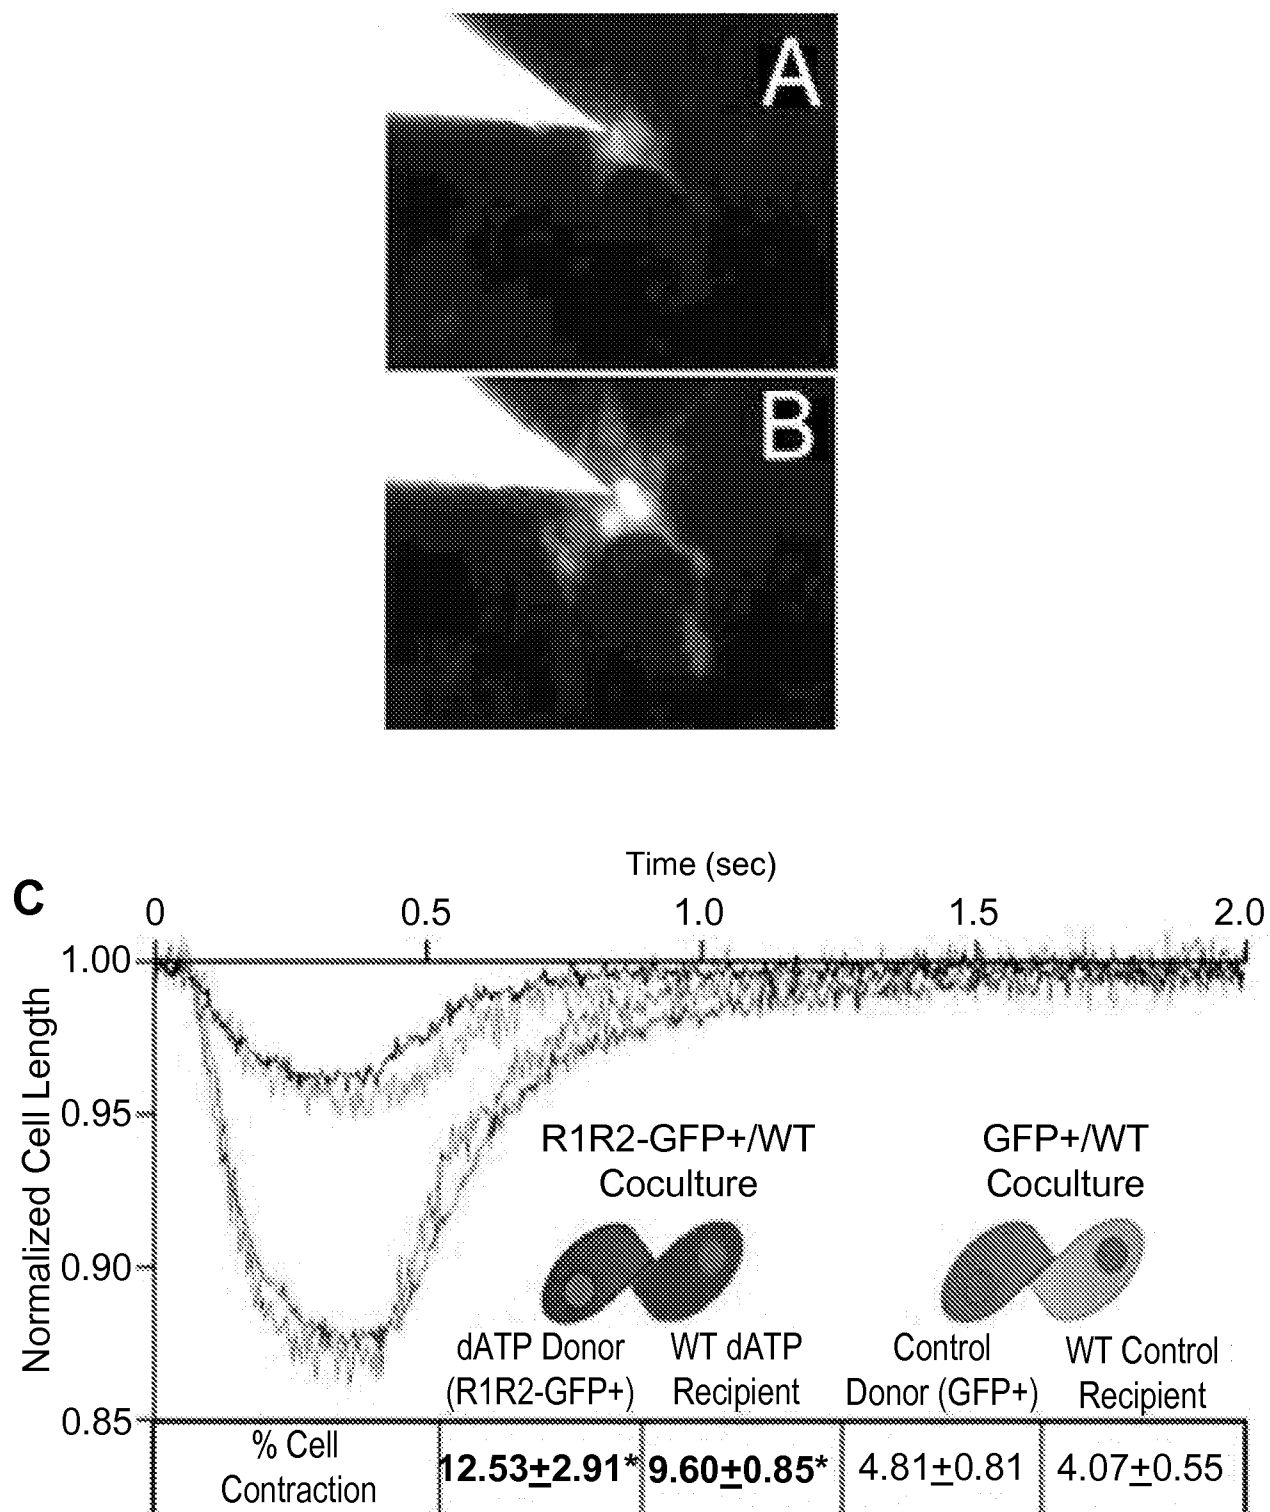 A
B
C
Time (sec)
0 0.5 1.0 1.5 2.0
Normalized Cell Length
1.00
0.95
0.90
0.85
R1R2-GFP+/WT
Coculture
GFP+/WT
Coculture
dATP Donor
(R1R2-GFP+)
WT dATP
Recipient
Control
Donor (GFP+)
WT Control
Recipient
% Cell
Contraction
12.53±2.91* 9.60±0.85* 4.81±0.81 4.07±0.55